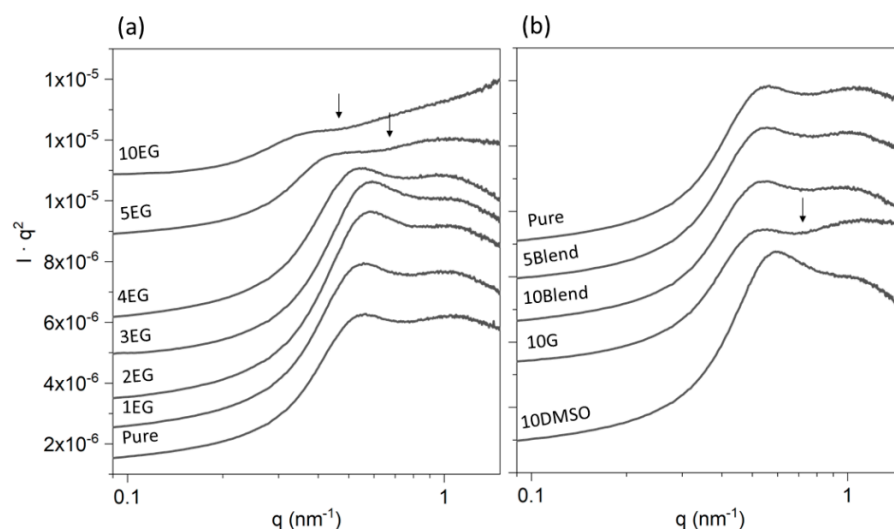 (a)
(b)
1x10⁻⁵
1x10⁻⁵
1x10⁻⁵
8x10⁻⁶
6x10⁻⁶
4x10⁻⁶
2x10⁻⁶
I · q²
10EG
5EG
4EG
3EG
2EG
1EG
Pure
0.1
1
q (nm⁻¹)
Pure
5Blend
10Blend
10G
10DMSO
0.1
1
q (nm⁻¹)